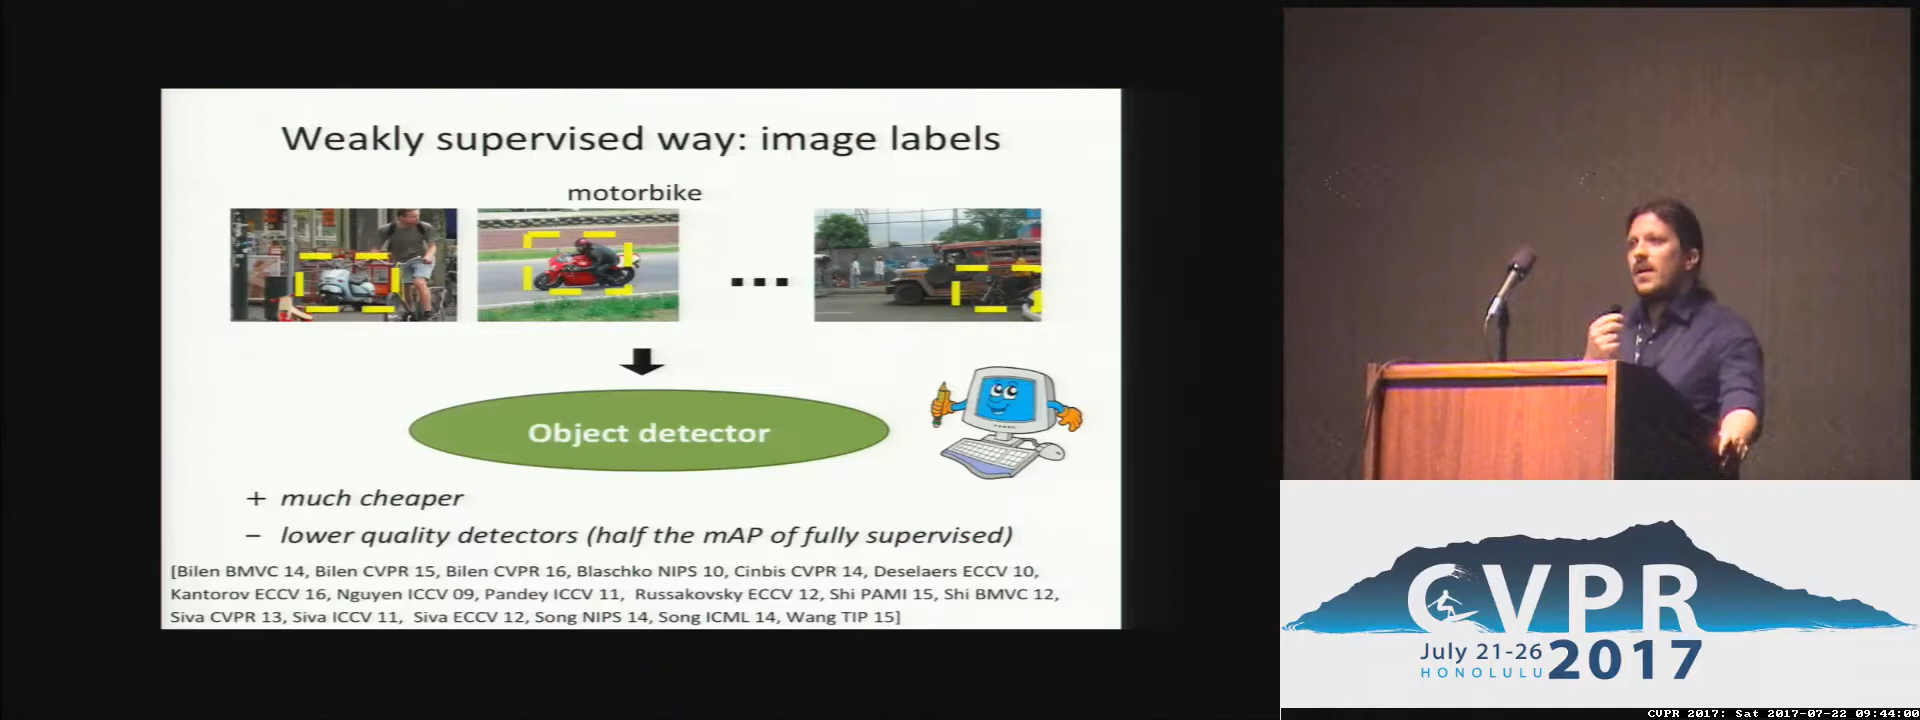 Weakly supervised way: image labels
motorbike
Object detector
+ much cheaper
− lower quality detectors (half the mAP of fully supervised)
[Bilen BMVC 14, Bilen CVPR 15, Bilen CVPR 16, Blaschko NIPS 10, Cinbis CVPR 14, Deselaers ECCV 10,
Kantorov ECCV 16, Nguyen ICCV 09, Pandey ICCV 11, Russakovsky ECCV 12, Shi PAMI 15, Shi BMVC 12,
Siva CVPR 13, Siva ICCV 11, Siva ECCV 12, Song NIPS 14, Song ICML 14, Wang TIP 15]
CVPR
July 21-26
HONOLULU
2017
CVPR 2017: Sat 2017-07-22 09:44:00